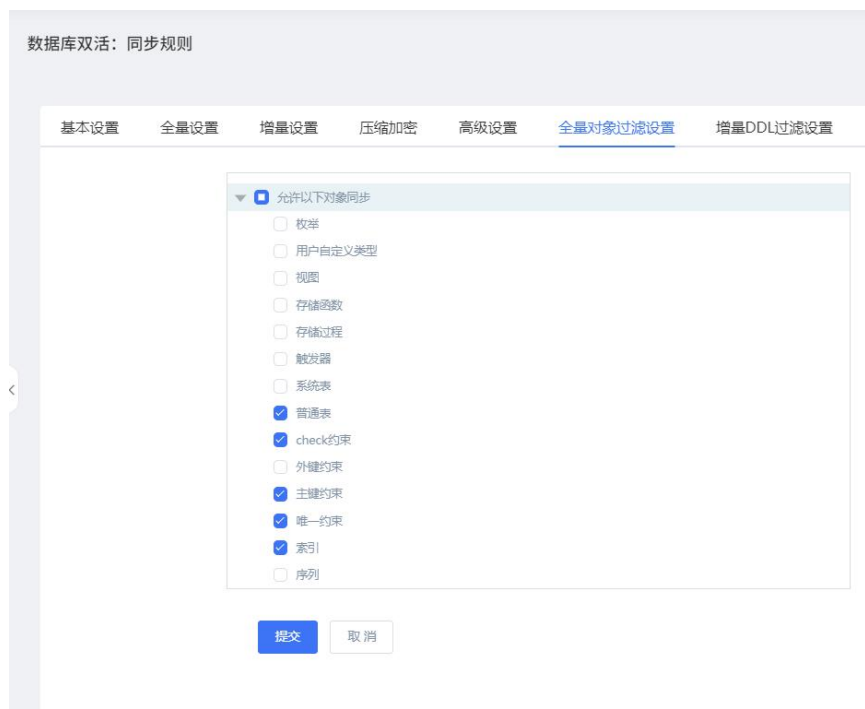 数据库双活：同步规则
基本设置 全量设置 增量设置 压缩加密 高级设置 全量对象过滤设置 增量DDL过滤设置
允许以下对象同步
枚举
用户自定义类型
视图
存储函数
存储过程
触发器
系统表
普通表
check约束
外键约束
主键约束
唯一约束
索引
序列
提交 取消